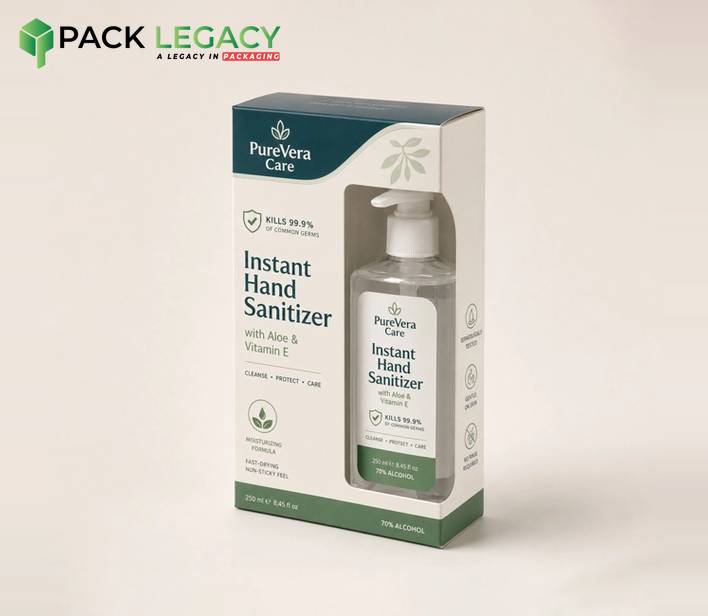 PACK LEGACY
A LEGACY IN PACKAGING
PureVera
Care
KILLS 99.9%
OF COMMON GERMS
Instant
Hand
Sanitizer
with Aloe &
Vitamin E
CLEANSE • PROTECT • CARE
MOISTURIZING
FORMULA
FAST-DRYING
NON-STICKY FEEL
250 ml ℮ 8.45 fl oz
70% ALCOHOL
PureVera
Care
Instant
Hand
Sanitizer
with Aloe &
Vitamin E
KILLS 99.9%
OF COMMON GERMS
CLEANSE • PROTECT • CARE
250 ml ℮ 8.45 fl oz
70% ALCOHOL
DERMATOLOGICALLY
TESTED
GENTLE
ON SKIN
NO RINSE
REQUIRED